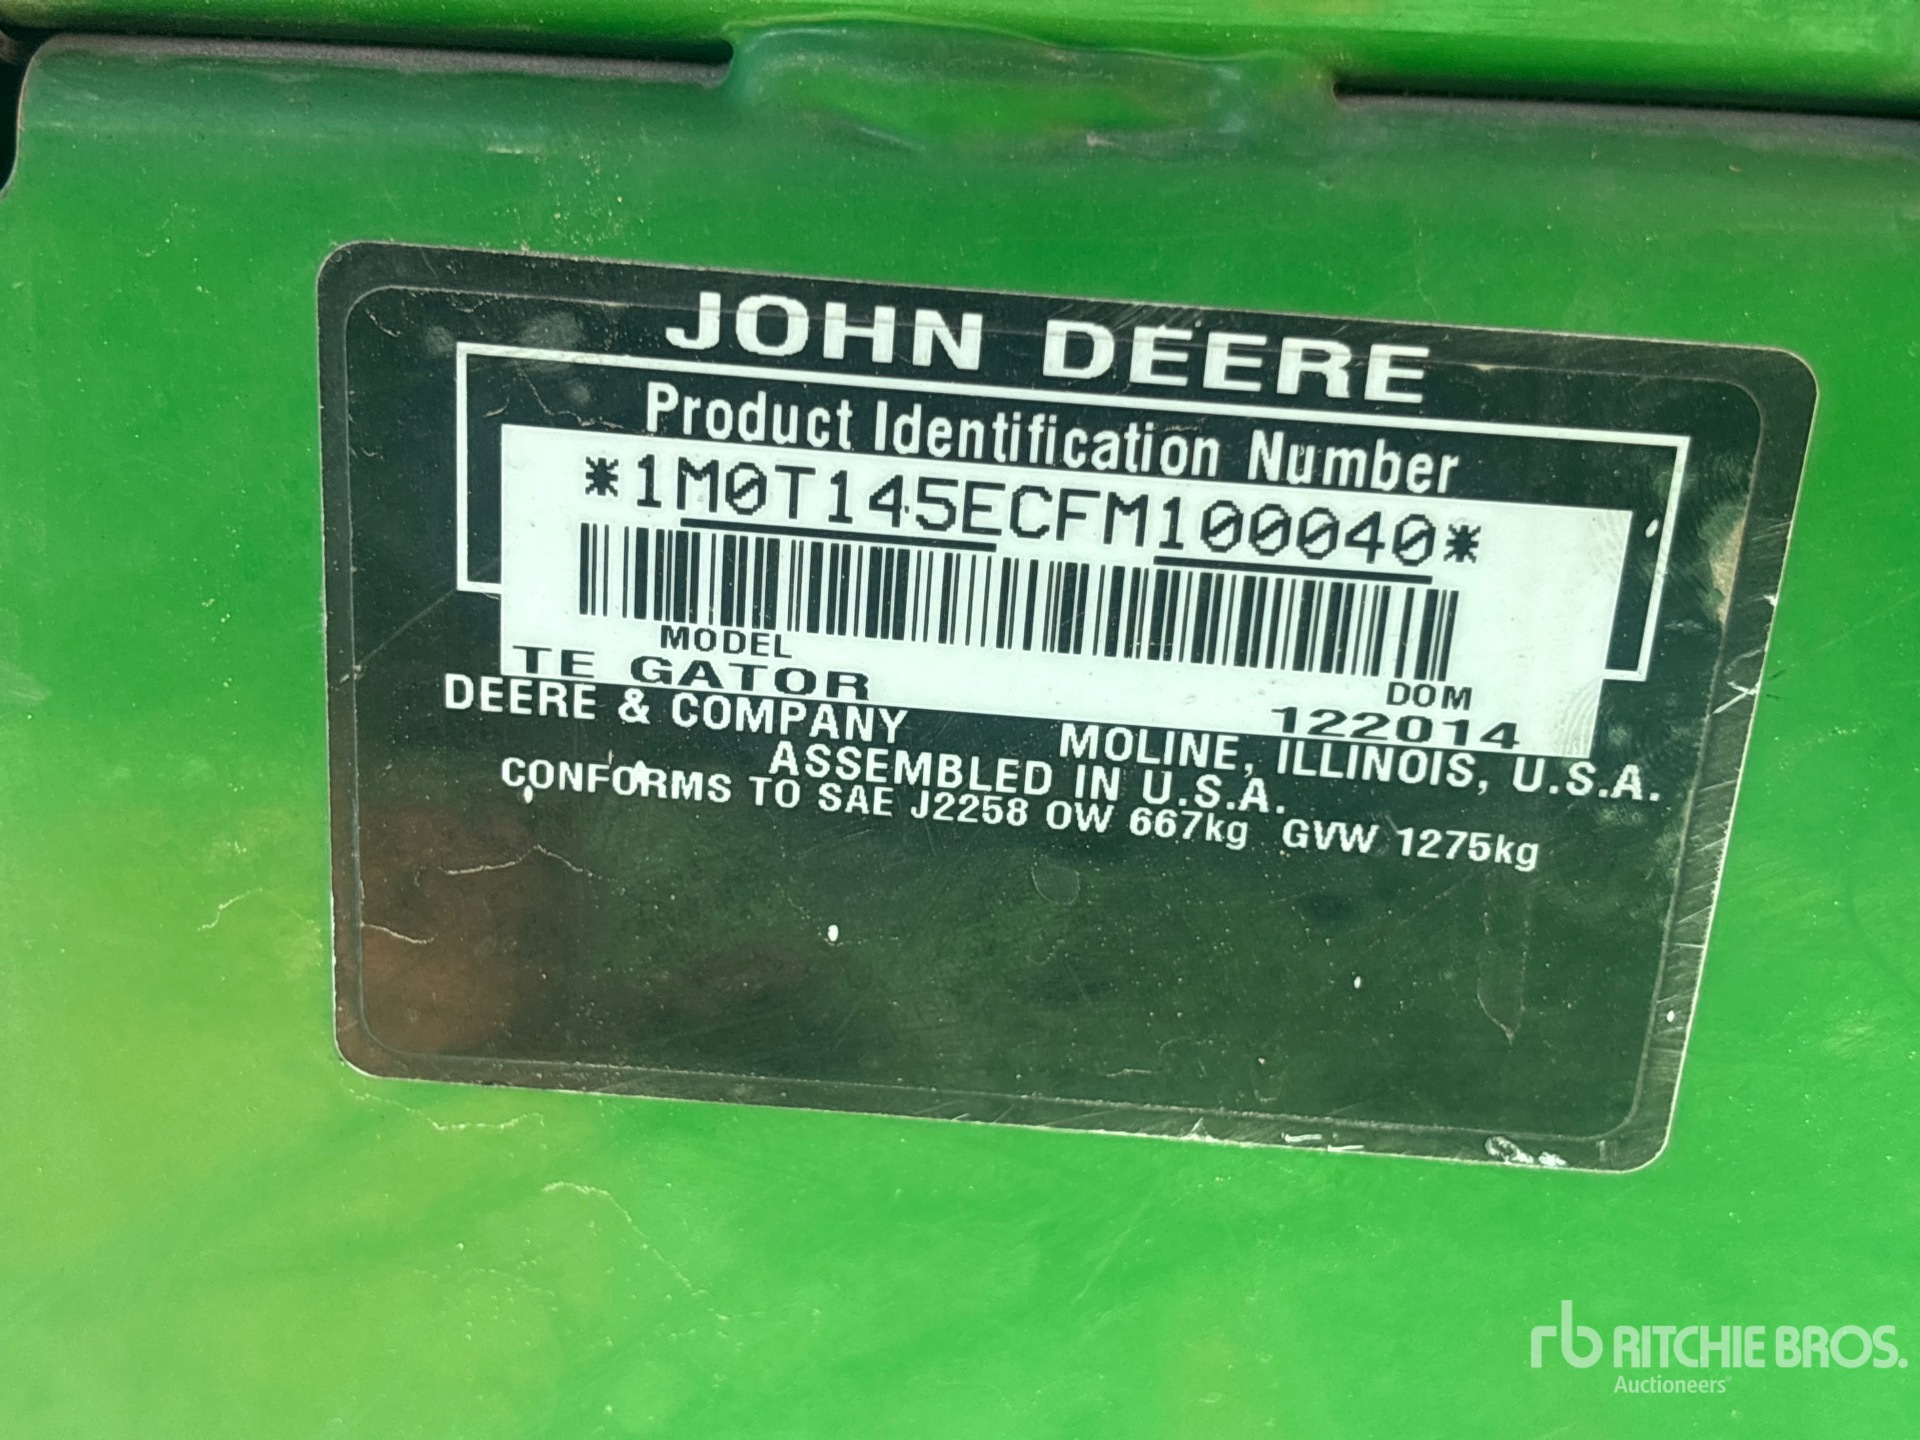 JOHN DEERE
Product Identification Number
*1M0T145ECFM100040*
MODEL
DOM
TE GATOR
122014
DEERE & COMPANY MOLINE, ILLINOIS, U.S.A.
ASSEMBLED IN U.S.A.
CONFORMS TO SAE J2258 OW 667kg GVW 1275kg
rb RITCHIE BROS.
Auctioneers